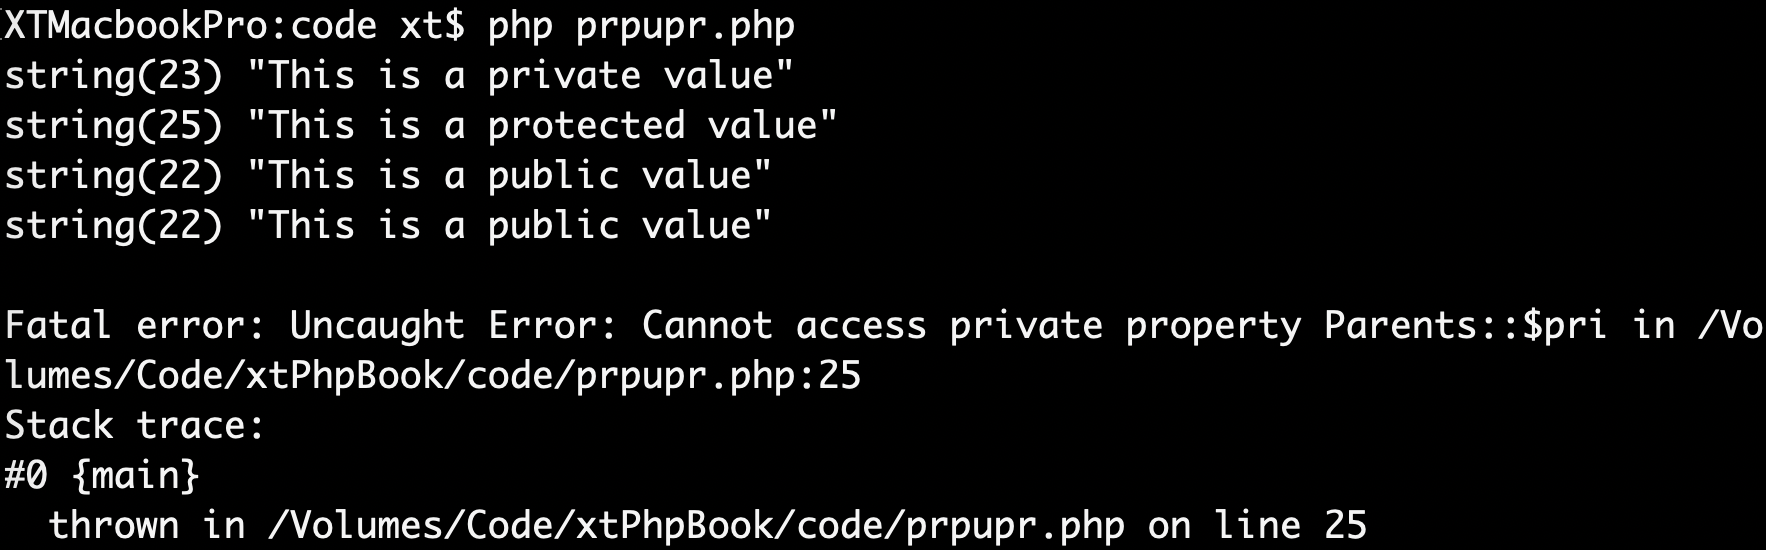 XTMacbookPro:code xt$ php prpupr.php
string(23) "This is a private value"
string(25) "This is a protected value"
string(22) "This is a public value"
string(22) "This is a public value"
Fatal error: Uncaught Error: Cannot access private property Parents::$pri in /Vo
lumes/Code/xtPhpBook/code/prpupr.php:25
Stack trace:
#0 {main}
  thrown in /Volumes/Code/xtPhpBook/code/prpupr.php on line 25